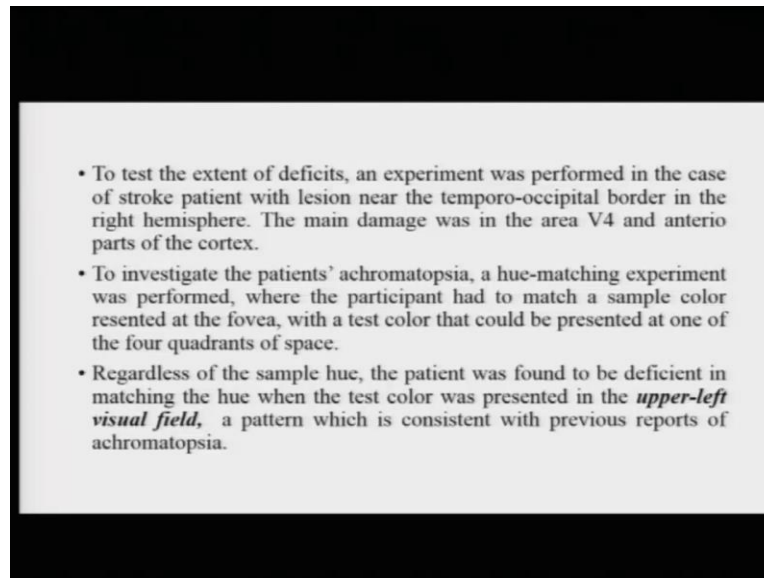 • To test the extent of deficits, an experiment was performed in the case
of stroke patient with lesion near the temporo-occipital border in the
right hemisphere. The main damage was in the area V4 and anterio
parts of the cortex.
• To investigate the patients' achromatopsia, a hue-matching experiment
was performed, where the participant had to match a sample color
resented at the fovea, with a test color that could be presented at one of
the four quadrants of space.
• Regardless of the sample hue, the patient was found to be deficient in
matching the hue when the test color was presented in the upper-left
visual field, a pattern which is consistent with previous reports of
achromatopsia.